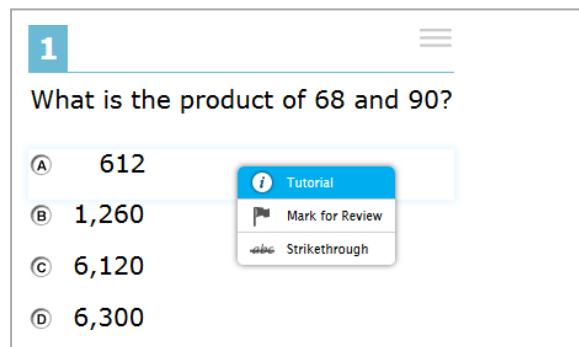 1
What is the product of 68 and 90?
A 612
i Tutorial
B 1,260
Mark for Review
abc Strikethrough
C 6,120
D 6,300